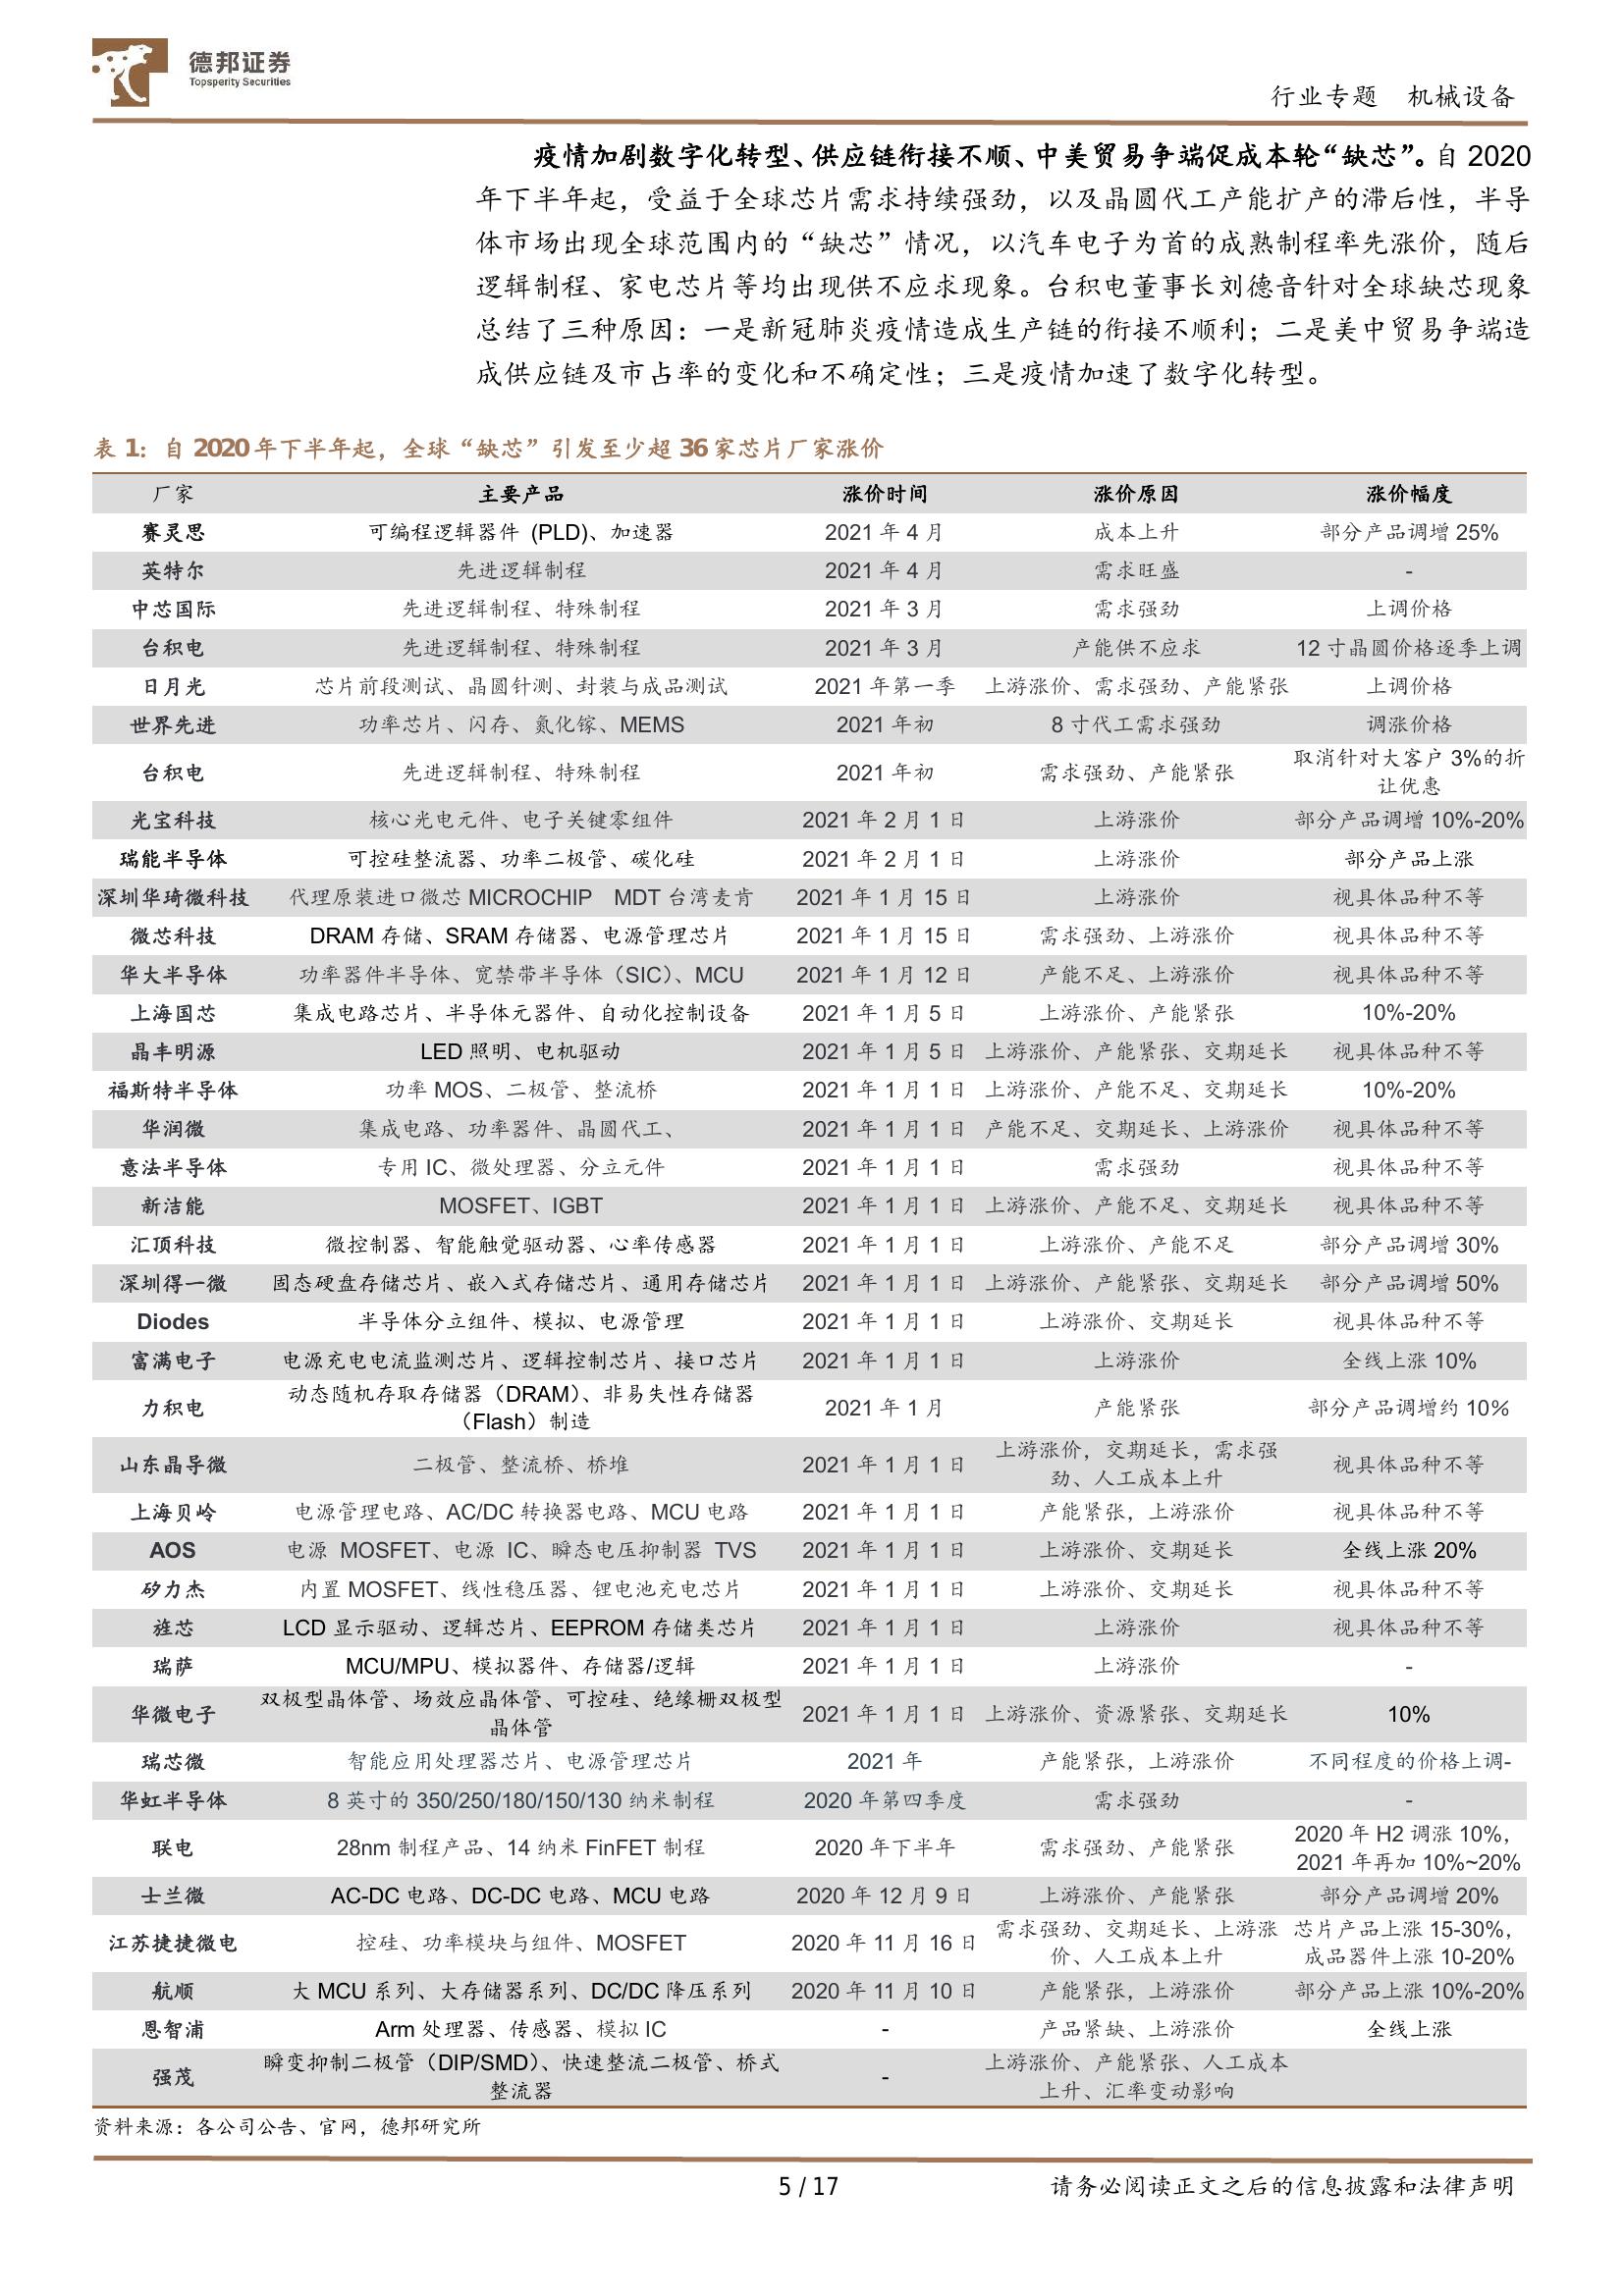 德邦证券
Topsperity Securities
行业专题 机械设备
疫情加剧数字化转型、供应链衔接不顺、中美贸易争端促成本轮“缺芯”。自 2020
年下半年起，受益于全球芯片需求持续强劲，以及晶圆代工产能扩产的滞后性，半导
体市场出现全球范围内的“缺芯”情况，以汽车电子为首的成熟制程率先涨价，随后
逻辑制程、家电芯片等均出现供不应求现象。台积电董事长刘德音针对全球缺芯现象
总结了三种原因：一是新冠肺炎疫情造成生产链的衔接不顺利；二是美中贸易争端造
成供应链及市占率的变化和不确定性；三是疫情加速了数字化转型。
表 1：自 2020 年下半年起，全球“缺芯”引发至少超 36 家芯片厂家涨价
厂家 主要产品 涨价时间 涨价原因 涨价幅度
赛灵思 可编程逻辑器件 (PLD)、加速器 2021 年 4 月 成本上升 部分产品调增 25%
英特尔 先进逻辑制程 2021 年 4 月 需求旺盛 -
中芯国际 先进逻辑制程、特殊制程 2021 年 3 月 需求强劲 上调价格
台积电 先进逻辑制程、特殊制程 2021 年 3 月 产能供不应求 12 寸晶圆价格逐季上调
日月光 芯片前段测试、晶圆针测、封装与成品测试 2021 年第一季 上游涨价、需求强劲、产能紧张 上调价格
世界先进 功率芯片、闪存、氮化镓、MEMS 2021 年初 8 寸代工需求强劲 调涨价格
台积电 先进逻辑制程、特殊制程 2021 年初 需求强劲、产能紧张 取消针对大客户 3%的折
让优惠
光宝科技 核心光电元件、电子关键零组件 2021 年 2 月 1 日 上游涨价 部分产品调增 10%-20%
瑞能半导体 可控硅整流器、功率二极管、碳化硅 2021 年 2 月 1 日 上游涨价 部分产品上涨
深圳华琦微科技 代理原装进口微芯 MICROCHIP MDT 台湾麦肯 2021 年 1 月 15 日 上游涨价 视具体品种不等
微芯科技 DRAM 存储、SRAM 存储器、电源管理芯片 2021 年 1 月 15 日 需求强劲、上游涨价 视具体品种不等
华大半导体 功率器件半导体、宽禁带半导体（SIC）、MCU 2021 年 1 月 12 日 产能不足、上游涨价 视具体品种不等
上海国芯 集成电路芯片、半导体元器件、自动化控制设备 2021 年 1 月 5 日 上游涨价、产能紧张 10%-20%
晶丰明源 LED 照明、电机驱动 2021 年 1 月 5 日 上游涨价、产能紧张、交期延长 视具体品种不等
福斯特半导体 功率 MOS、二极管、整流桥 2021 年 1 月 1 日 上游涨价、产能不足、交期延长 10%-20%
华润微 集成电路、功率器件、晶圆代工、 2021 年 1 月 1 日 产能不足、交期延长、上游涨价 视具体品种不等
意法半导体 专用 IC、微处理器、分立元件 2021 年 1 月 1 日 需求强劲 视具体品种不等
新洁能 MOSFET、IGBT 2021 年 1 月 1 日 上游涨价、产能不足、交期延长 视具体品种不等
汇顶科技 微控制器、智能触觉驱动器、心率传感器 2021 年 1 月 1 日 上游涨价、产能不足 部分产品调增 30%
深圳得一微 固态硬盘存储芯片、嵌入式存储芯片、通用存储芯片 2021 年 1 月 1 日 上游涨价、产能紧张、交期延长 部分产品调增 50%
Diodes 半导体分立组件、模拟、电源管理 2021 年 1 月 1 日 上游涨价、交期延长 视具体品种不等
富满电子 电源充电电流监测芯片、逻辑控制芯片、接口芯片 2021 年 1 月 1 日 上游涨价 全线上涨 10%
力积电 动态随机存取存储器（DRAM）、非易失性存储器
（Flash）制造 2021 年 1 月 产能紧张 部分产品调增约 10%
山东晶导微 二极管、整流桥、桥堆 2021 年 1 月 1 日 上游涨价，交期延长，需求强
劲、人工成本上升 视具体品种不等
上海贝岭 电源管理电路、AC/DC 转换器电路、MCU 电路 2021 年 1 月 1 日 产能紧张，上游涨价 视具体品种不等
AOS 电源 MOSFET、电源 IC、瞬态电压抑制器 TVS 2021 年 1 月 1 日 上游涨价、交期延长 全线上涨 20%
矽力杰 内置 MOSFET、线性稳压器、锂电池充电芯片 2021 年 1 月 1 日 上游涨价、交期延长 视具体品种不等
旌芯 LCD 显示驱动、逻辑芯片、EEPROM 存储类芯片 2021 年 1 月 1 日 上游涨价 视具体品种不等
瑞萨 MCU/MPU、模拟器件、存储器/逻辑 2021 年 1 月 1 日 上游涨价 -
华微电子 双极型晶体管、场效应晶体管、可控硅、绝缘栅双极型
晶体管 2021 年 1 月 1 日 上游涨价、资源紧张、交期延长 10%
瑞芯微 智能应用处理器芯片、电源管理芯片 2021 年 产能紧张，上游涨价 不同程度的价格上调-
华虹半导体 8 英寸的 350/250/180/150/130 纳米制程 2020 年第四季度 需求强劲 -
联电 28nm 制程产品、14 纳米 FinFET 制程 2020 年下半年 需求强劲、产能紧张 2020 年 H2 调涨 10%，
2021 年再加 10%~20%
士兰微 AC-DC 电路、DC-DC 电路、MCU 电路 2020 年 12 月 9 日 上游涨价、产能紧张 部分产品调增 20%
江苏捷捷微电 控硅、功率模块与组件、MOSFET 2020 年 11 月 16 日 需求强劲、交期延长、上游涨
价、人工成本上升 芯片产品上涨 15-30%，
成品器件上涨 10-20%
航顺 大 MCU 系列、大存储器系列、DC/DC 降压系列 2020 年 11 月 10 日 产能紧张，上游涨价 部分产品上涨 10%-20%
恩智浦 Arm 处理器、传感器、模拟 IC - 产品紧缺、上游涨价 全线上涨
强茂 瞬变抑制二极管（DIP/SMD）、快速整流二极管、桥式
整流器 - 上游涨价、产能紧张、人工成本
上升、汇率变动影响
资料来源：各公司公告、官网，德邦研究所
5 / 17
请务必阅读正文之后的信息披露和法律声明